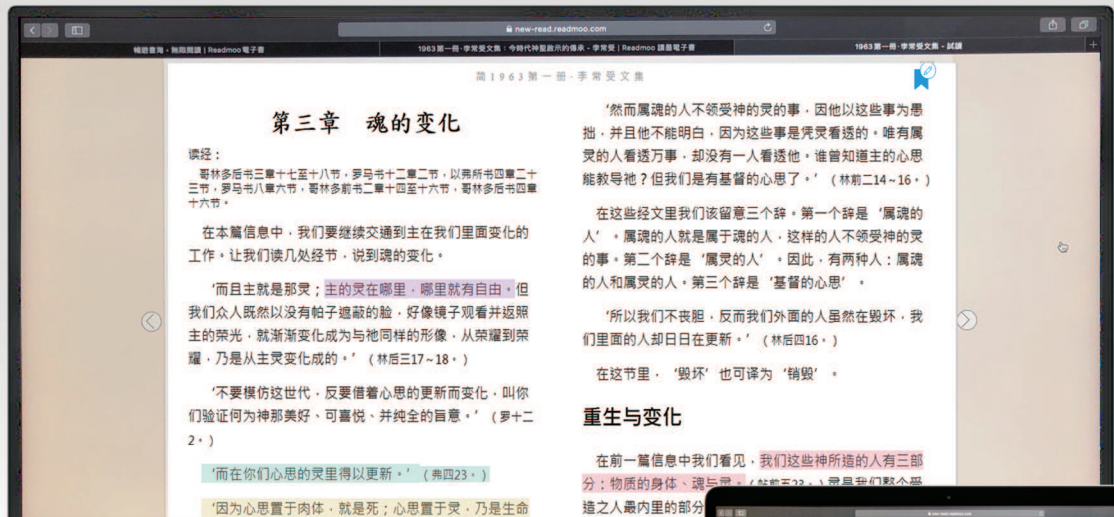 new-read.readmoo.com
暢遊書海・無限閱讀 | Readmoo 電子書
1963 第一冊・李常受文集：今時代神聖啟示的傳承 - 李常受 | Readmoo 讀墨電子書
1963 第一冊・李常受文集 - 試讀
简1963第一册·李常受文集
第三章　魂的变化
读经：
哥林多后书三章十七至十八节，罗马书十二章二节，以弗所书四章二十
三节，罗马书八章六节，哥林多前书二章十四至十六节，哥林多后书四章
十六节。
在本篇信息中，我们要继续交通到主在我们里面变化的
工作。让我们读几处经节，说到魂的变化。
‘而且主就是那灵；主的灵在哪里，哪里就有自由。但
我们众人既然以没有帕子遮蔽的脸，好像镜子观看并返照
主的荣光，就渐渐变化成为与祂同样的形像，从荣耀到荣
耀，乃是从主灵变化成的。’（林后三17~18。）
‘不要模仿这世代，反要借着心思的更新而变化，叫你
们验证何为神那美好、可喜悦、并纯全的旨意。’（罗十二
2。）
‘而在你们心思的灵里得以更新。’（弗四23。）
‘因为心思置于肉体，就是死；心思置于灵，乃是生命
‘然而属魂的人不领受神的灵的事，因他以这些事为愚
拙，并且他不能明白，因为这些事是凭灵看透的。唯有属
灵的人看透万事，却没有一人看透他。谁曾知道主的心思
能教导祂？但我们是有基督的心思了。’（林前二14~16。）
在这些经文里我们该留意三个辞。第一个辞是‘属魂的
人’。属魂的人就是属于魂的人，这样的人不领受神的灵
的事。第二个辞是‘属灵的人’。因此，有两种人：属魂
的人和属灵的人。第三个辞是‘基督的心思’。
‘所以我们不丧胆，反而我们外面的人虽然在毁坏，我
们里面的人却日日在更新。’（林后四16。）
在这节里，‘毁坏’也可译为‘销毁’。
重生与变化
在前一篇信息中我们看见，我们这些神所造的人有三部
分：物质的身体、魂与灵。（帖前五23。）灵是我们整个受
造之人最内里的部分